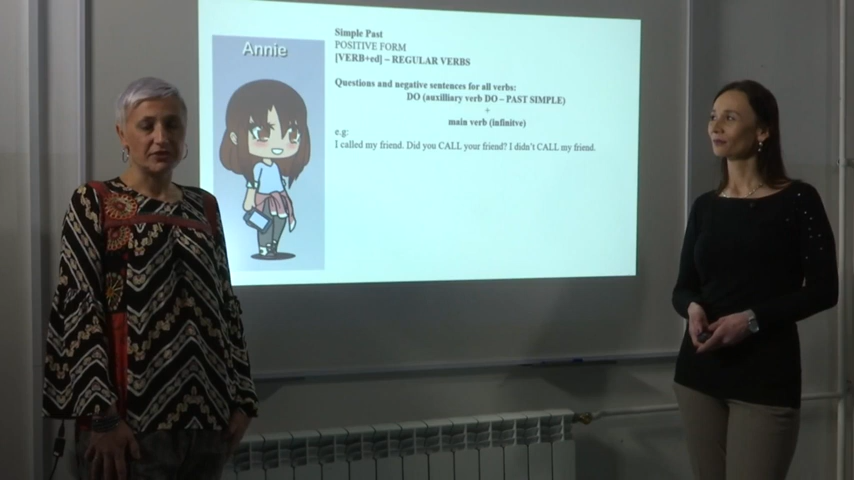 Annie
Simple Past
POSITIVE FORM
[VERB+ed] – REGULAR VERBS
Questions and negative sentences for all verbs:
DO (auxilliary verb DO – PAST SIMPLE)
+
main verb (infinitve)
e.g:
I called my friend. Did you CALL your friend? I didn't CALL my friend.